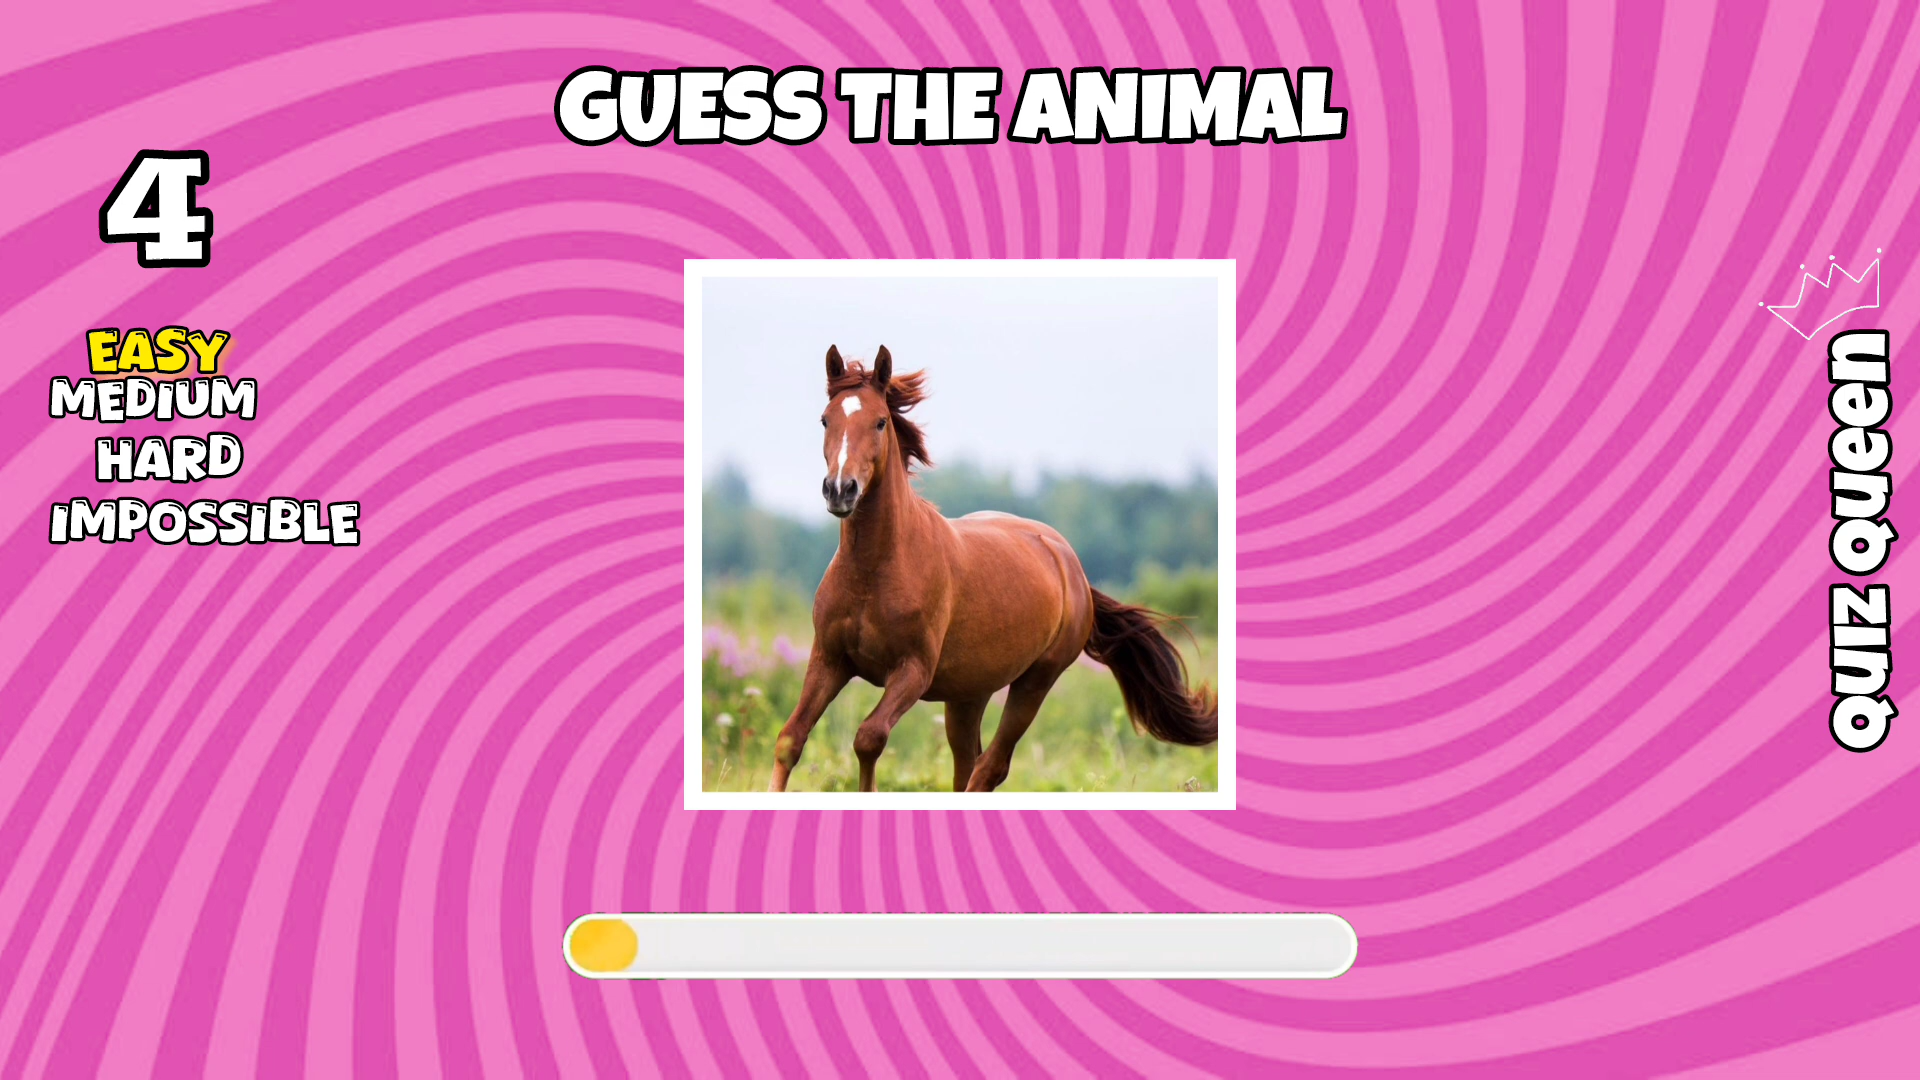 GUESS THE ANIMAL
4
EASY
MEDIUM
HARD
IMPOSSIBLE
Quiz Queen